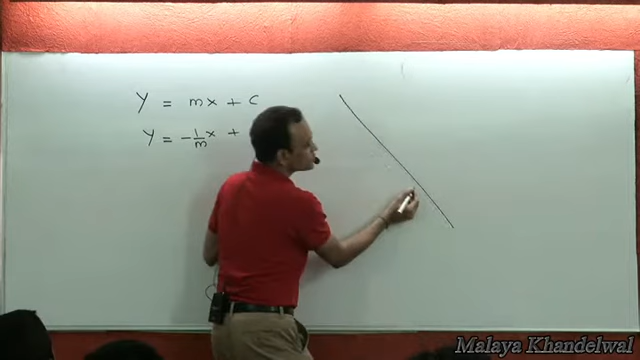 y = mx + c
y = -1/m x +
Malaya Khandelwal